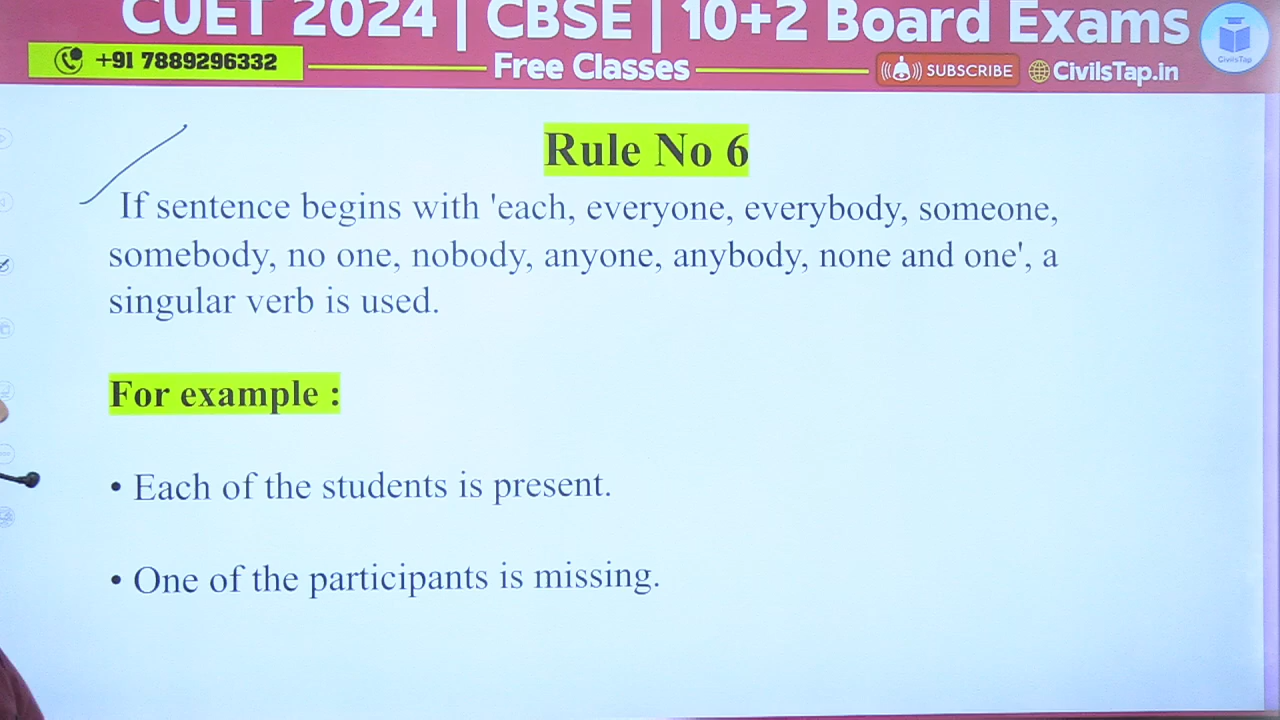 CUET 2024 | CBSE | 10+2 Board Exams
+91 7889296332
Free Classes
SUBSCRIBE
CivilsTap.in
CivilsTap
Rule No 6
If sentence begins with 'each, everyone, everybody, someone,
somebody, no one, nobody, anyone, anybody, none and one', a
singular verb is used.
For example :
• Each of the students is present.
• One of the participants is missing.